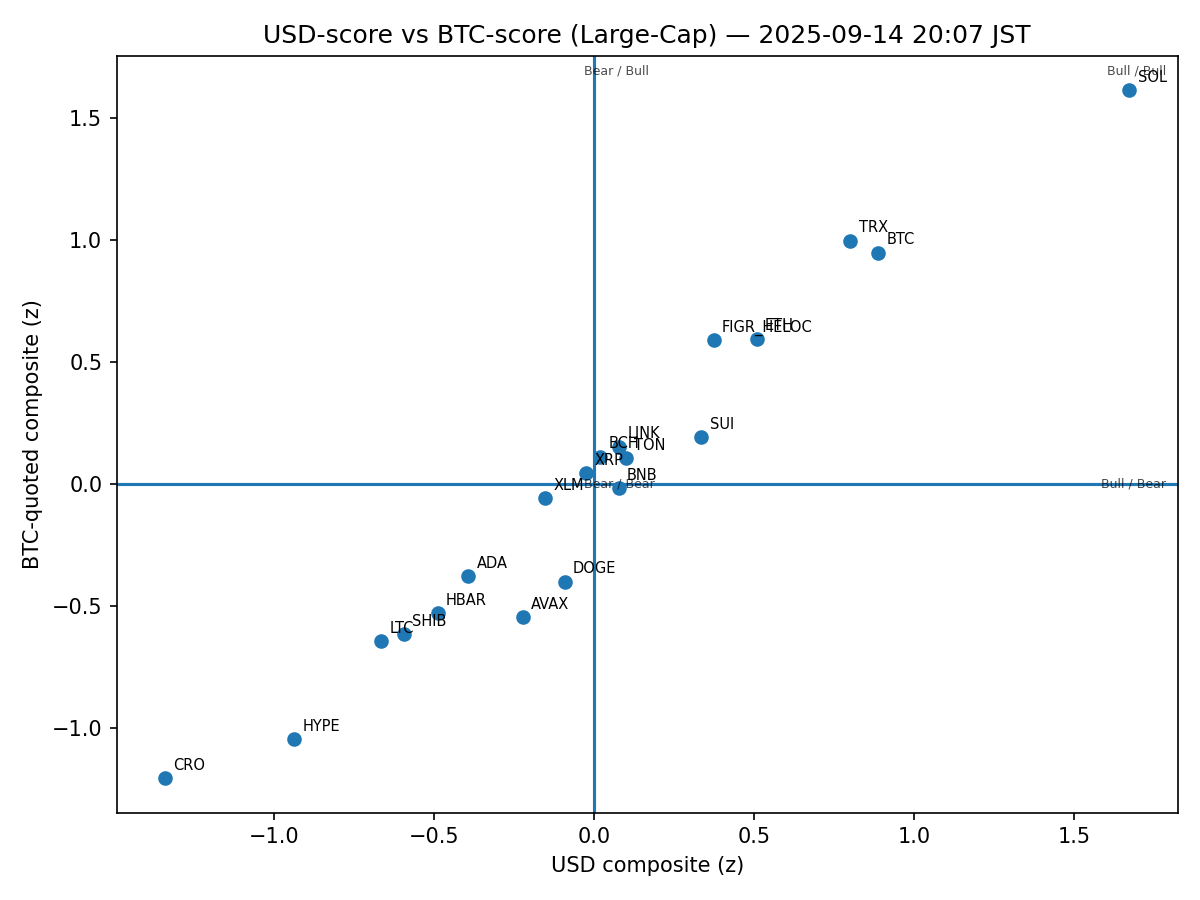 USD-score vs BTC-score (Large-Cap) — 2025-09-14 20:07 JST
Bear / Bull
Bull / Bull
SOL
1.5
TRX
BTC
1.0
FIGR_HELOC
ETH
0.5
SUI
LINK
BCH
TON
XRP
BNB
0.0
XLM
Bear / Bear
Bull / Bear
ADA
DOGE
HBAR
AVAX
−0.5
SHIB
LTC
HYPE
−1.0
CRO
−1.0
−0.5
0.0
0.5
1.0
1.5
USD composite (z)
BTC-quoted composite (z)